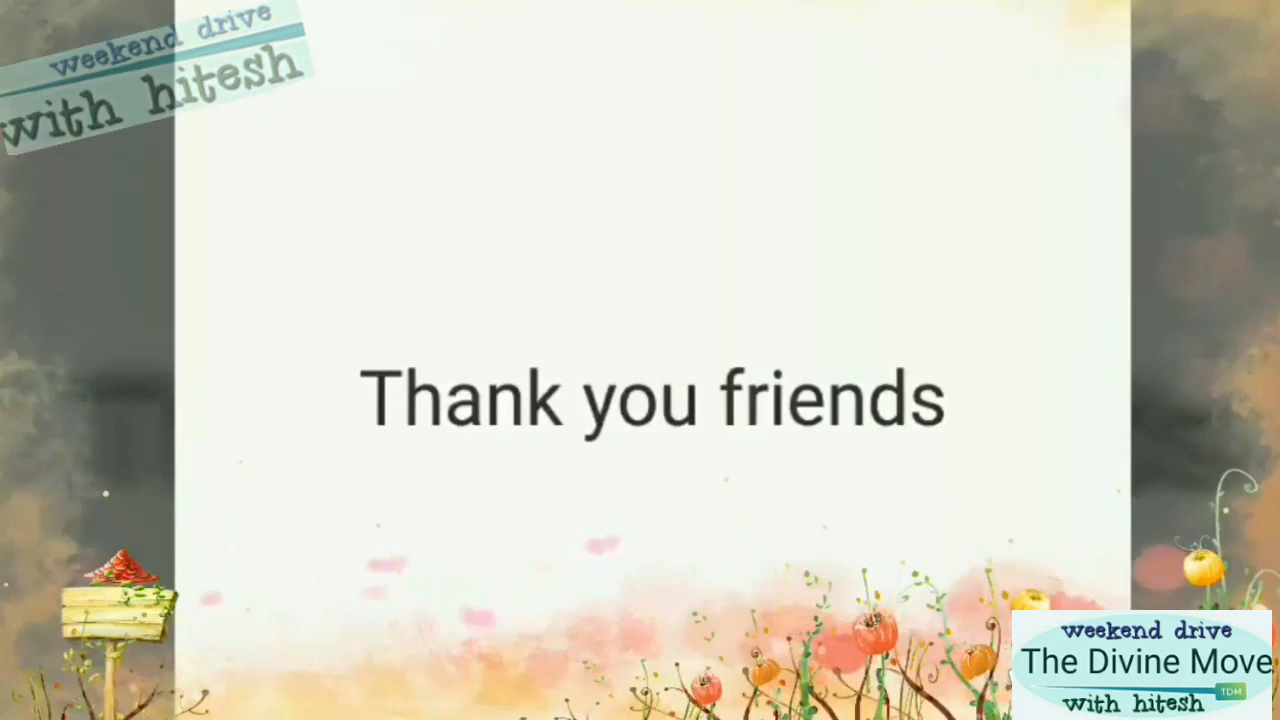 weekend drive
with hitesh
Thank you friends
weekend drive
The Divine Move
TDM
with hitesh